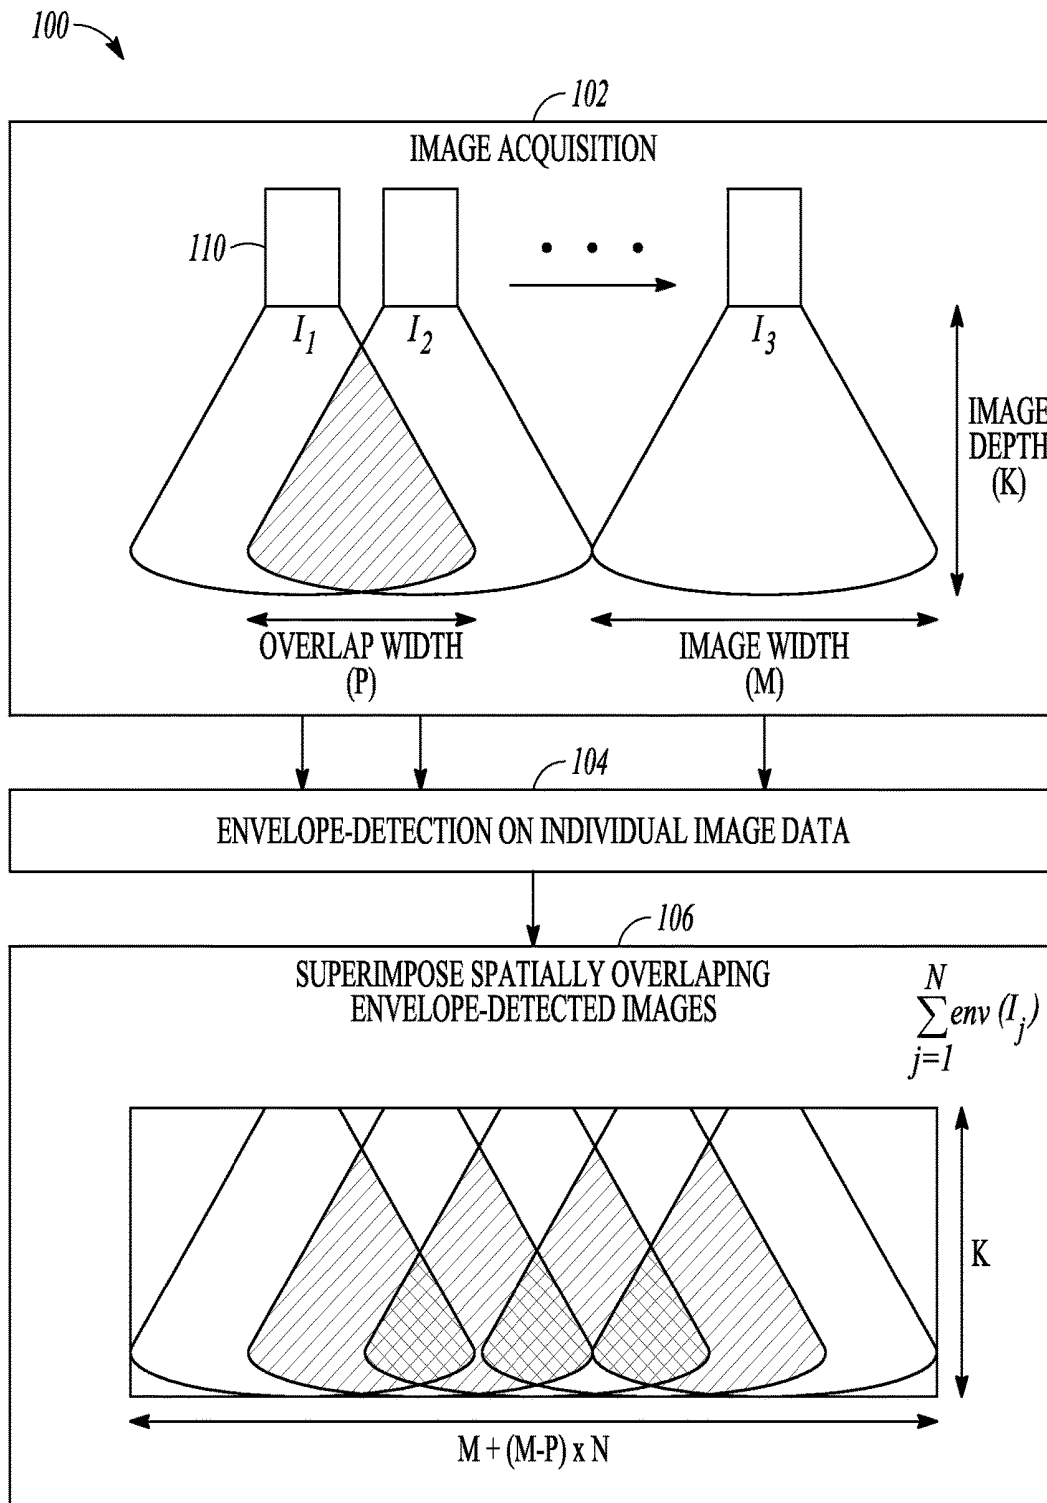 100
102
IMAGE ACQUISITION
110
I1
I2
I3
IMAGE
DEPTH
(K)
OVERLAP WIDTH
(P)
IMAGE WIDTH
(M)
104
ENVELOPE-DETECTION ON INDIVIDUAL IMAGE DATA
106
SUPERIMPOSE SPATIALLY OVERLAPING
ENVELOPE-DETECTED IMAGES
N
∑ env (Ij)
j=1
K
M + (M-P) x N